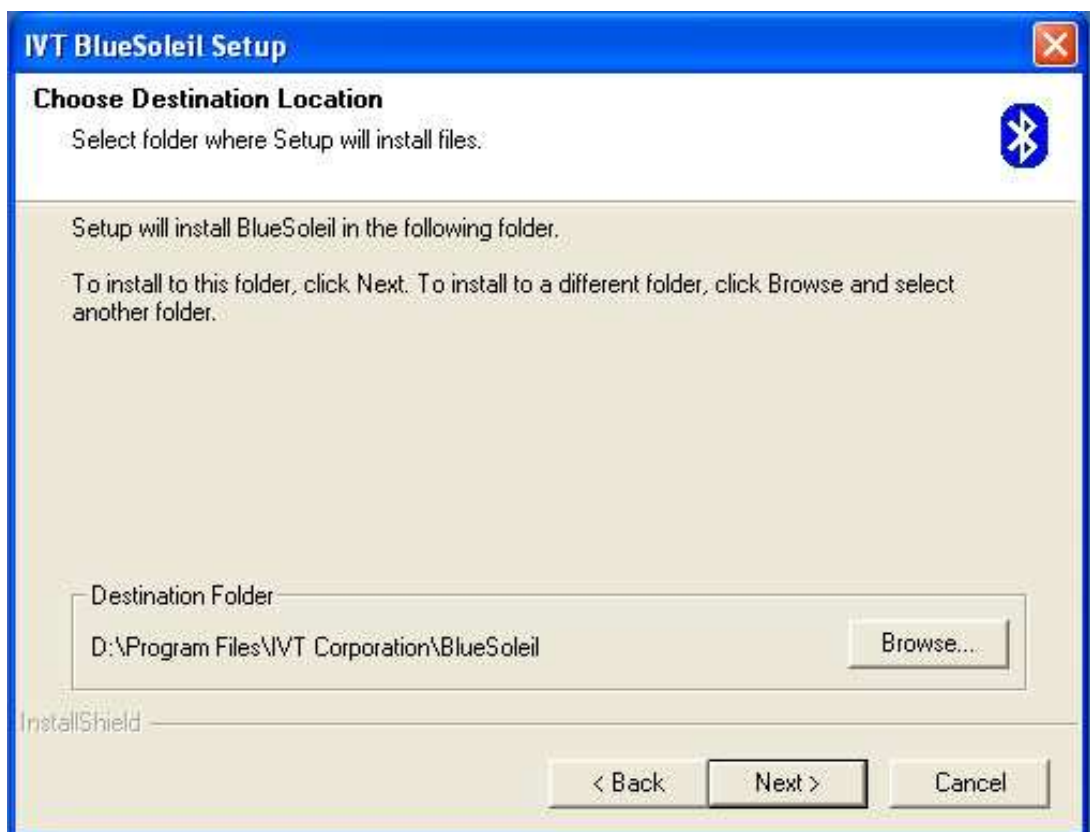 IVT BlueSoleil Setup
Choose Destination Location
Select folder where Setup will install files.
Setup will install BlueSoleil in the following folder.
To install to this folder, click Next. To install to a different folder, click Browse and select
another folder.
Destination Folder
D:\Program Files\IVT Corporation\BlueSoleil
Browse...
InstallShield
< Back
Next >
Cancel